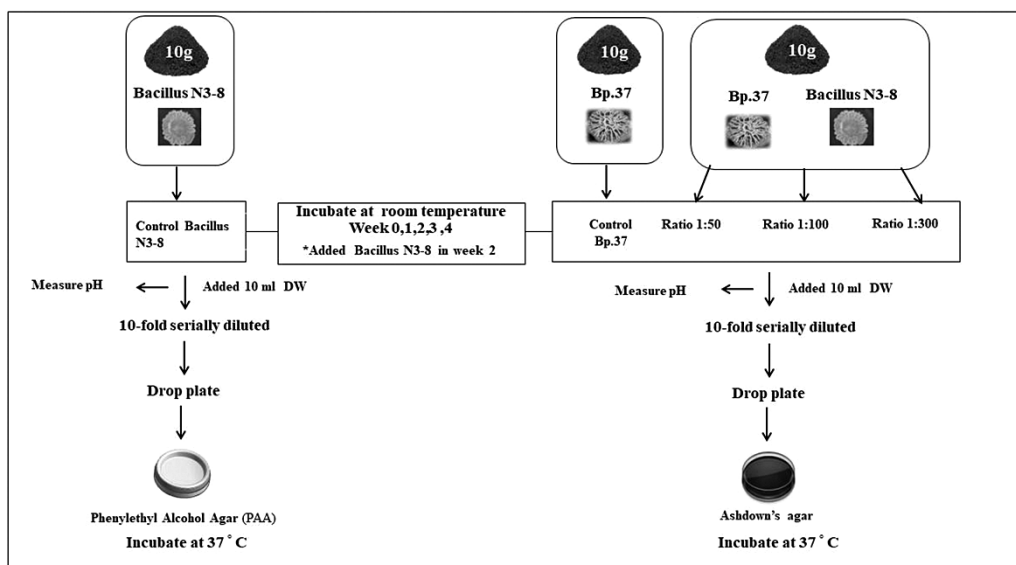 10g
Bacillus N3-8
10g
Bp.37
10g
Bp.37
Bacillus N3-8
Control Bacillus
N3-8
Incubate at room temperature
Week 0,1,2,3 ,4
*Added Bacillus N3-8 in week 2
Control
Bp.37
Ratio 1:50
Ratio 1:100
Ratio 1:300
Measure pH
Added 10 ml DW
10-fold serially diluted
Drop plate
Phenylethyl Alcohol Agar (PAA)
Incubate at 37 ° C
Measure pH
Added 10 ml DW
10-fold serially diluted
Drop plate
Ashdown's agar
Incubate at 37 ° C